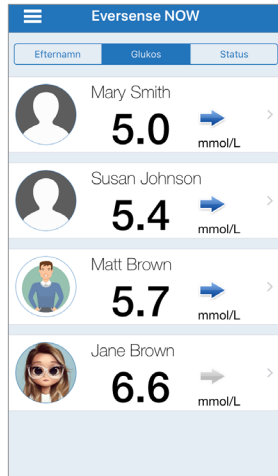 Eversense NOW
Efternamn Glukos Status
Mary Smith
5.0
mmol/L
Susan Johnson
5.4
mmol/L
Matt Brown
5.7
mmol/L
Jane Brown
6.6
mmol/L